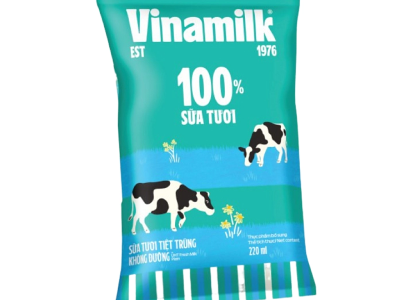 Vinamilk®
EST 1976
100%
SỮA TƯƠI
SỮA TƯƠI TIỆT TRÙNG
KHÔNG ĐƯỜNG
220 ml